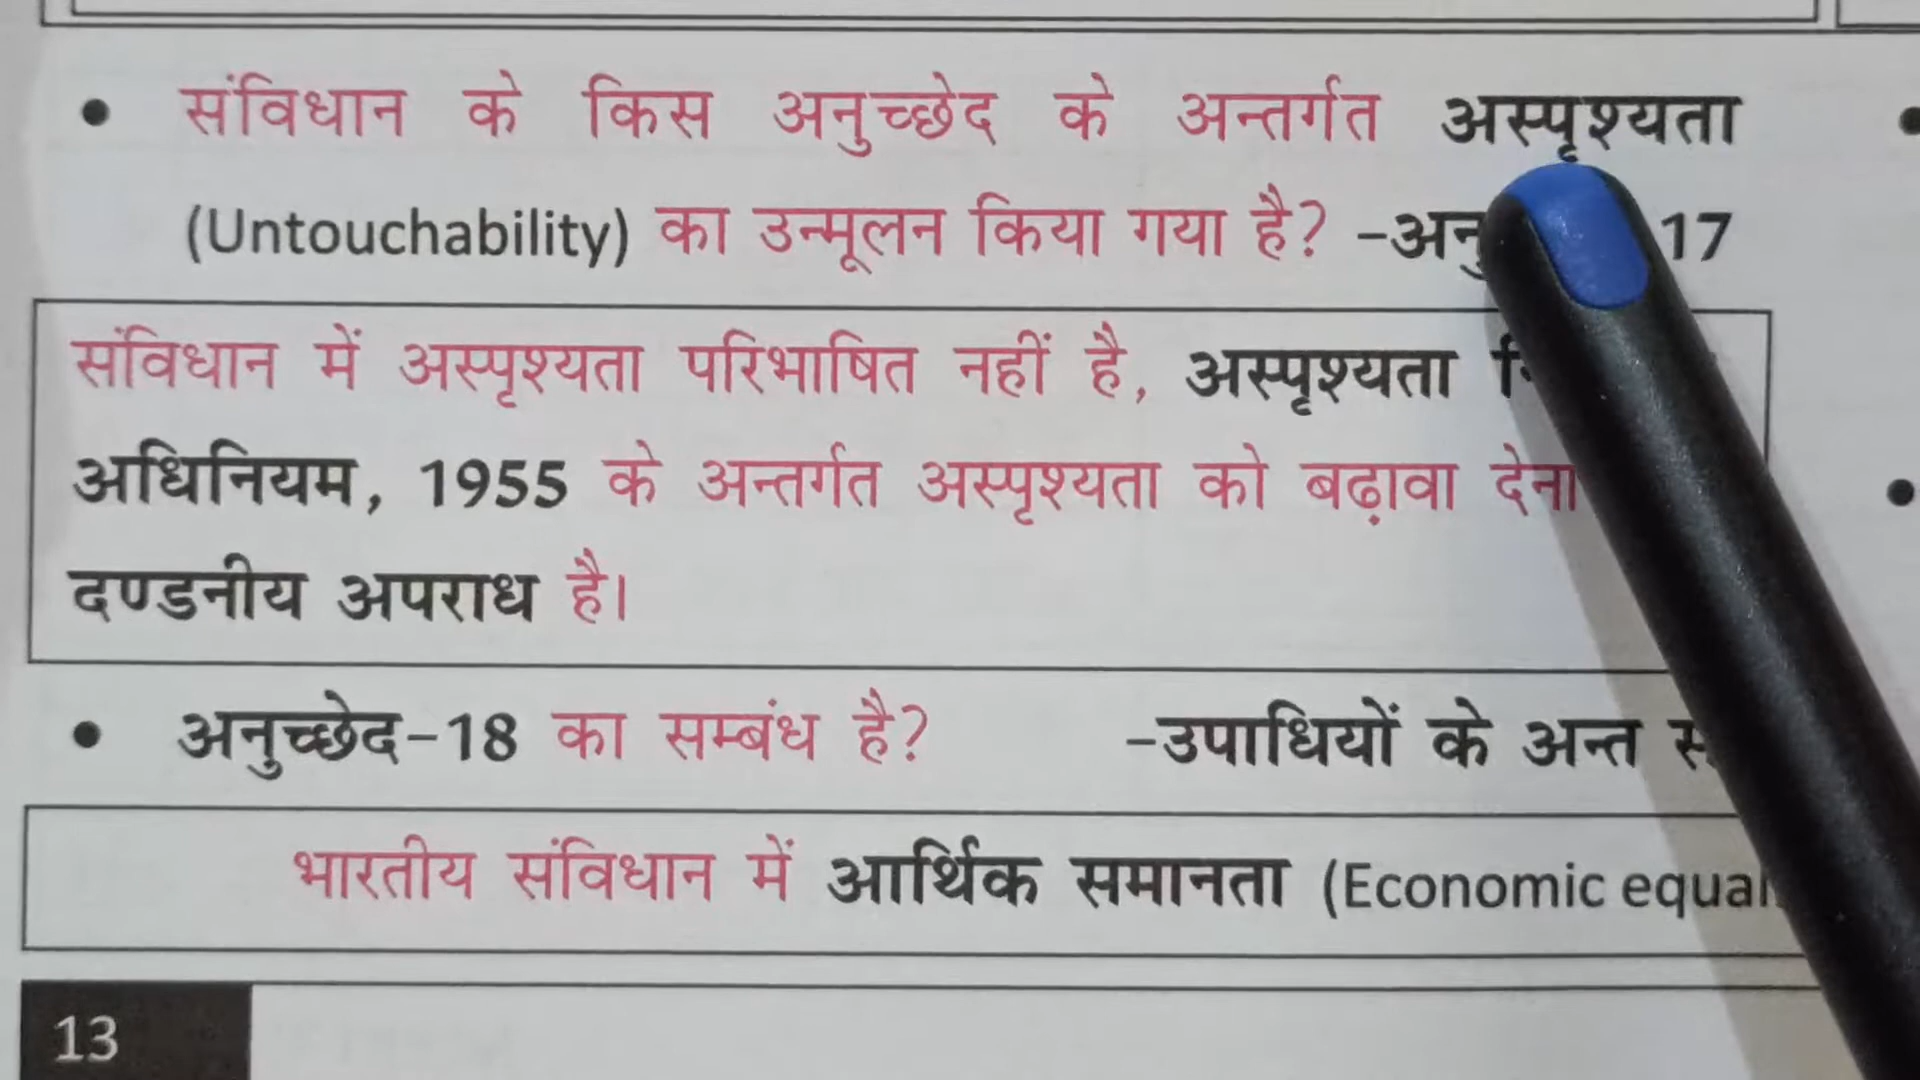 • संविधान के किस अनुच्छेद के अन्तर्गत अस्पृश्यता
(Untouchability) का उन्मूलन किया गया है? 17
संविधान में अस्पृश्यता परिभाषित नहीं है, अस्पृश्यता
अधिनियम, 1955 के अन्तर्गत अस्पृश्यता को बढ़ावा देना
दण्डनीय अपराध है।
• अनुच्छेद-18 का सम्बंध है? -उपाधियों के अन्त
भारतीय संविधान में आर्थिक समानता (Economic
13